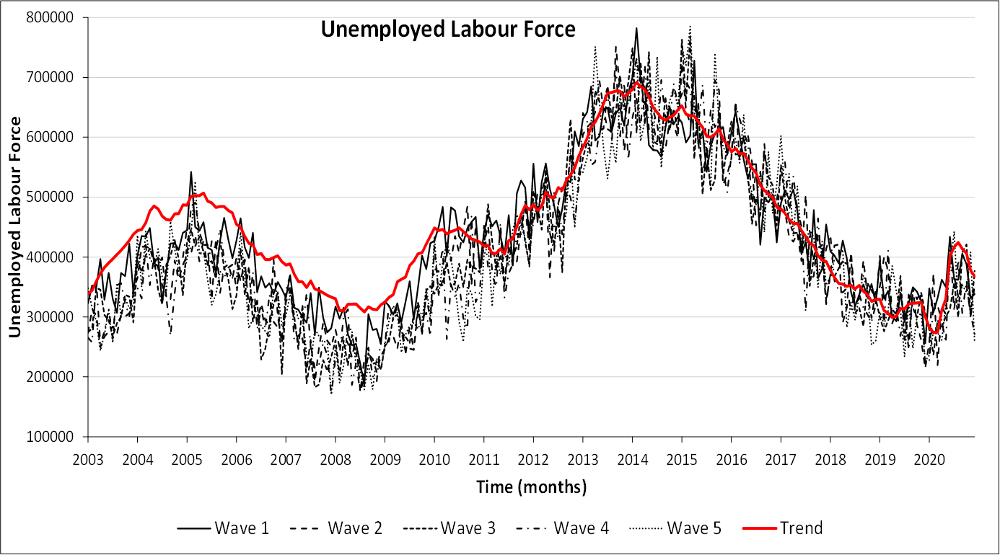 Unemployed Labour Force
Unemployed Labour Force
800000
700000
600000
500000
400000
300000
200000
100000
2003 2004 2005 2006 2007 2008 2009 2010 2011 2012 2013 2014 2015 2016 2017 2018 2019 2020
Time (months)
Wave 1 Wave 2 Wave 3 Wave 4 Wave 5 Trend